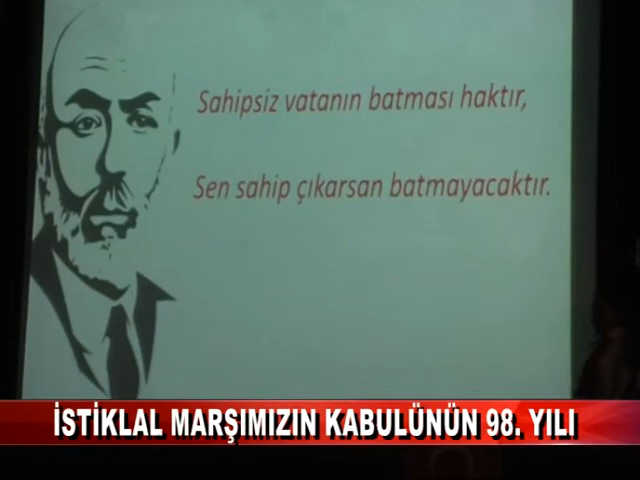 Sahipsiz vatanın batması haktır,
Sen sahip çıkarsan batmayacaktır.
İSTİKLAL MARŞIMIZIN KABULÜNÜN 98. YILI